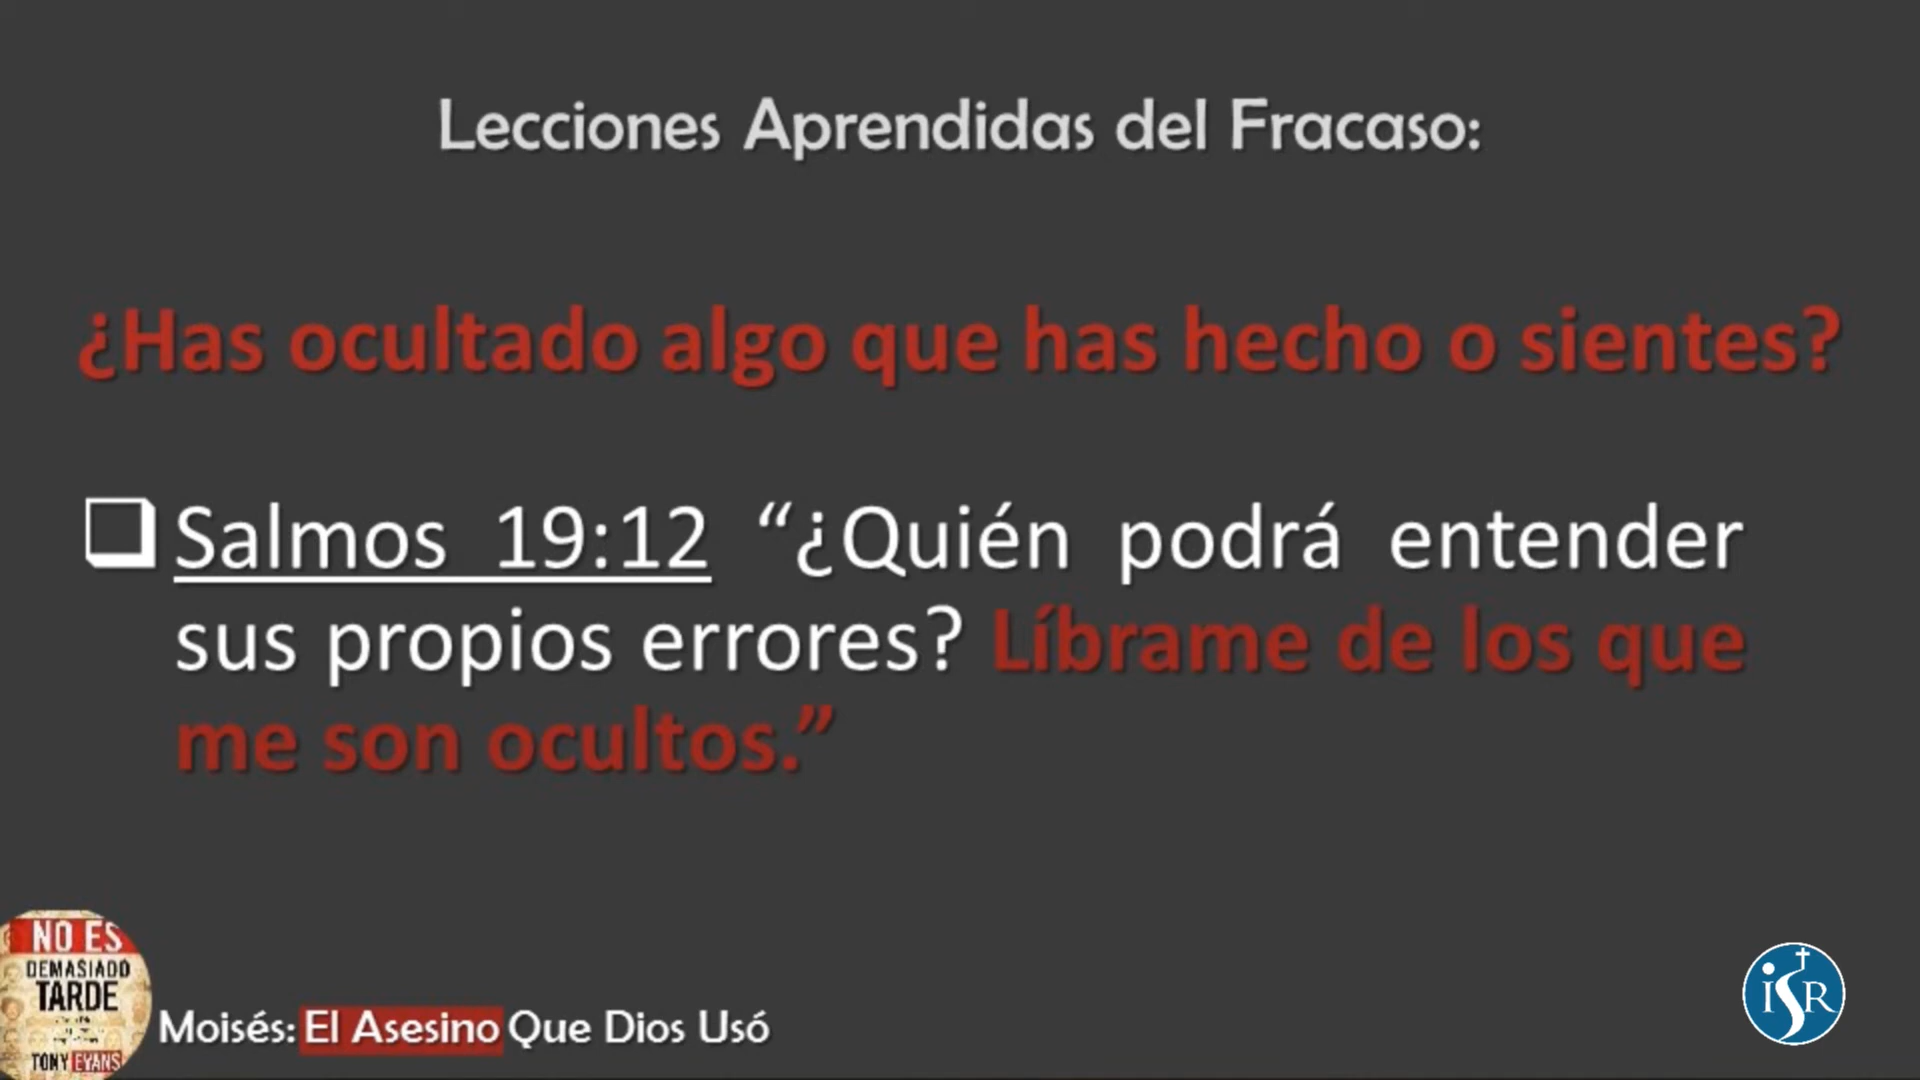 Lecciones Aprendidas del Fracaso:
¿Has ocultado algo que has hecho o sientes?
Salmos 19:12 “¿Quién podrá entender
sus propios errores? Líbrame de los que
me son ocultos.”
NO ES
DEMASIADO
TARDE
TONY EVANS
Moisés: El Asesino Que Dios Usó
iSR